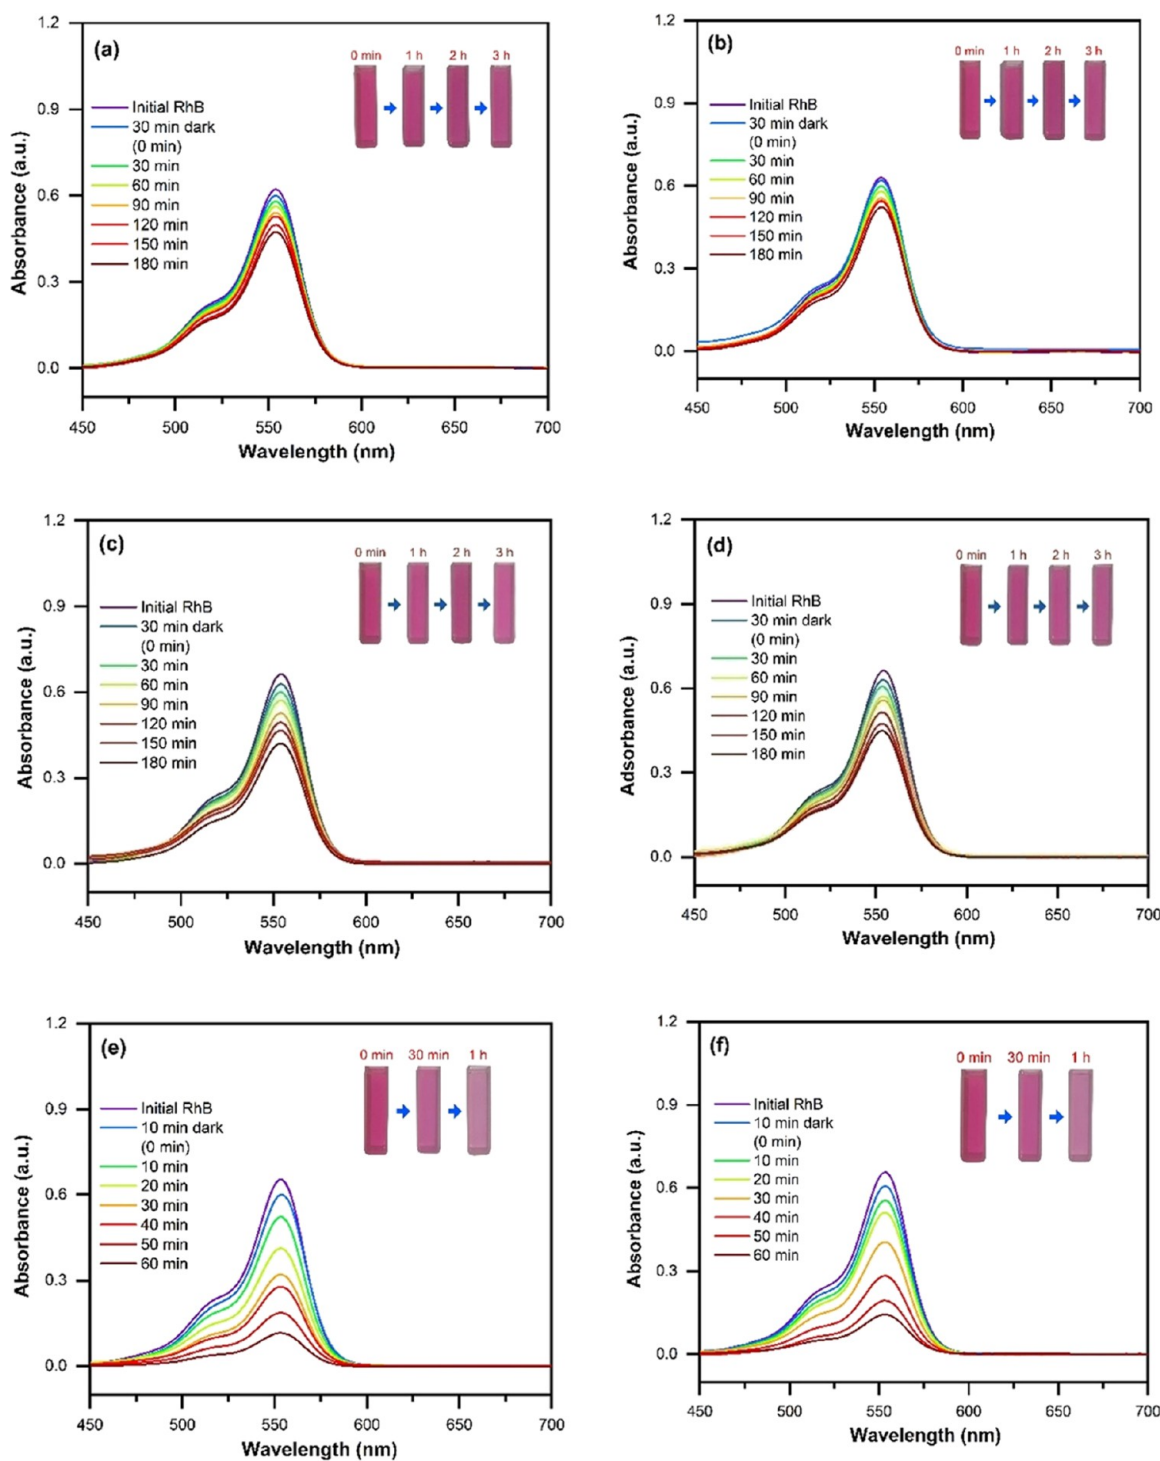 (a)
0 min 1 h 2 h 3 h
Initial RhB
30 min dark
(0 min)
30 min
60 min
90 min
120 min
150 min
180 min
1.2
0.9
0.6
0.3
0.0
Absorbance (a.u.)
450 500 550 600 650 700
Wavelength (nm)
(b)
0 min 1 h 2 h 3 h
Initial RhB
30 min dark
(0 min)
30 min
60 min
90 min
120 min
150 min
180 min
1.2
0.9
0.6
0.3
0.0
Absorbance (a.u.)
450 500 550 600 650 700
Wavelength (nm)
(c)
0 min 1 h 2 h 3 h
Initial RhB
30 min dark
(0 min)
30 min
60 min
90 min
120 min
150 min
180 min
1.2
0.9
0.6
0.3
0.0
Absorbance (a.u.)
450 500 550 600 650 700
Wavelength (nm)
(d)
0 min 1 h 2 h 3 h
Initial RhB
30 min dark
(0 min)
30 min
60 min
90 min
120 min
150 min
180 min
1.2
0.9
0.6
0.3
0.0
Adsorbance (a.u.)
450 500 550 600 650 700
Wavelength (nm)
(e)
0 min 30 min 1 h
Initial RhB
10 min dark
(0 min)
10 min
20 min
30 min
40 min
50 min
60 min
1.2
0.9
0.6
0.3
0.0
Absorbance (a.u.)
450 500 550 600 650 700
Wavelength (nm)
(f)
0 min 30 min 1 h
Initial RhB
10 min dark
(0 min)
10 min
20 min
30 min
40 min
50 min
60 min
1.2
0.9
0.6
0.3
0.0
Absorbance (a.u.)
450 500 550 600 650 700
Wavelength (nm)